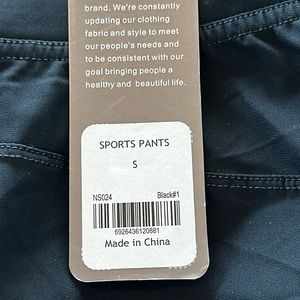 brand. We're constantly
updating our clothing
fabric and style to meet
our people's needs and
to be consistent with our
goal bringing people a
healthy and beautiful life.
SPORTS PANTS
S
NS024 Black#1
6926436120881
Made in China